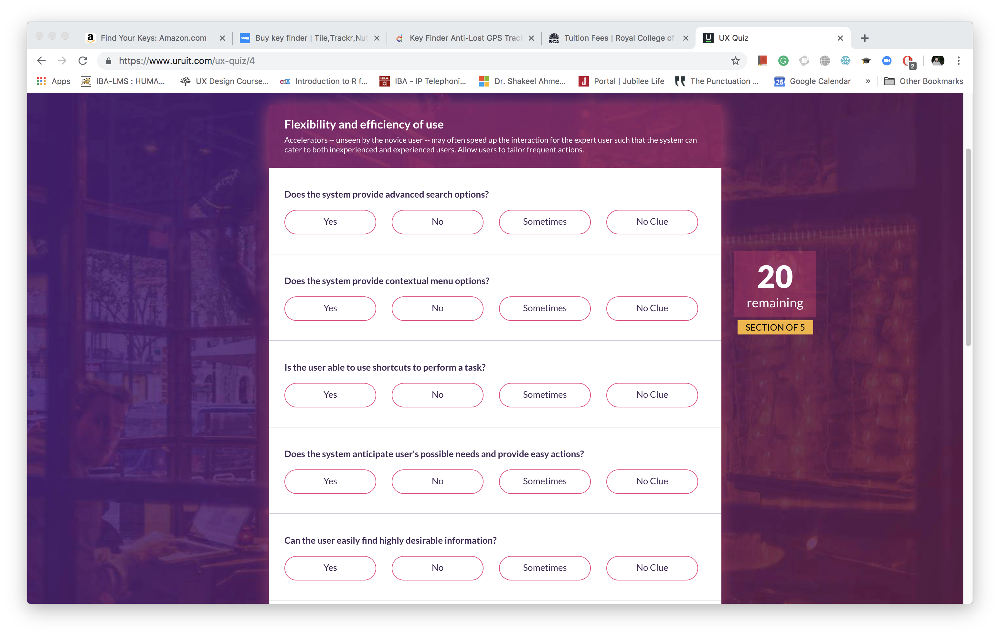 Find Your Keys: Amazon.com
Buy key finder | Tile,Trackr,Nut
Key Finder Anti-Lost GPS Track
Tuition Fees | Royal College of
UX Quiz
https://www.uruit.com/ux-quiz/4
2
Apps
IBA-LMS : HUMA...
UX Design Course...
edX
Introduction to R f...
IBA
IBA - IP Telephoni...
Dr. Shakeel Ahme...
Portal | Jubilee Life
The Punctuation ...
25
Google Calendar
»
Other Bookmarks
Flexibility and efficiency of use
Accelerators -- unseen by the novice user -- may often speed up the interaction for the expert user such that the system can
cater to both inexperienced and experienced users. Allow users to tailor frequent actions.
Does the system provide advanced search options?
Yes No Sometimes No Clue
Does the system provide contextual menu options?
Yes No Sometimes No Clue
20
remaining
SECTION OF 5
Is the user able to use shortcuts to perform a task?
Yes No Sometimes No Clue
Does the system anticipate user's possible needs and provide easy actions?
Yes No Sometimes No Clue
Can the user easily find highly desirable information?
Yes No Sometimes No Clue